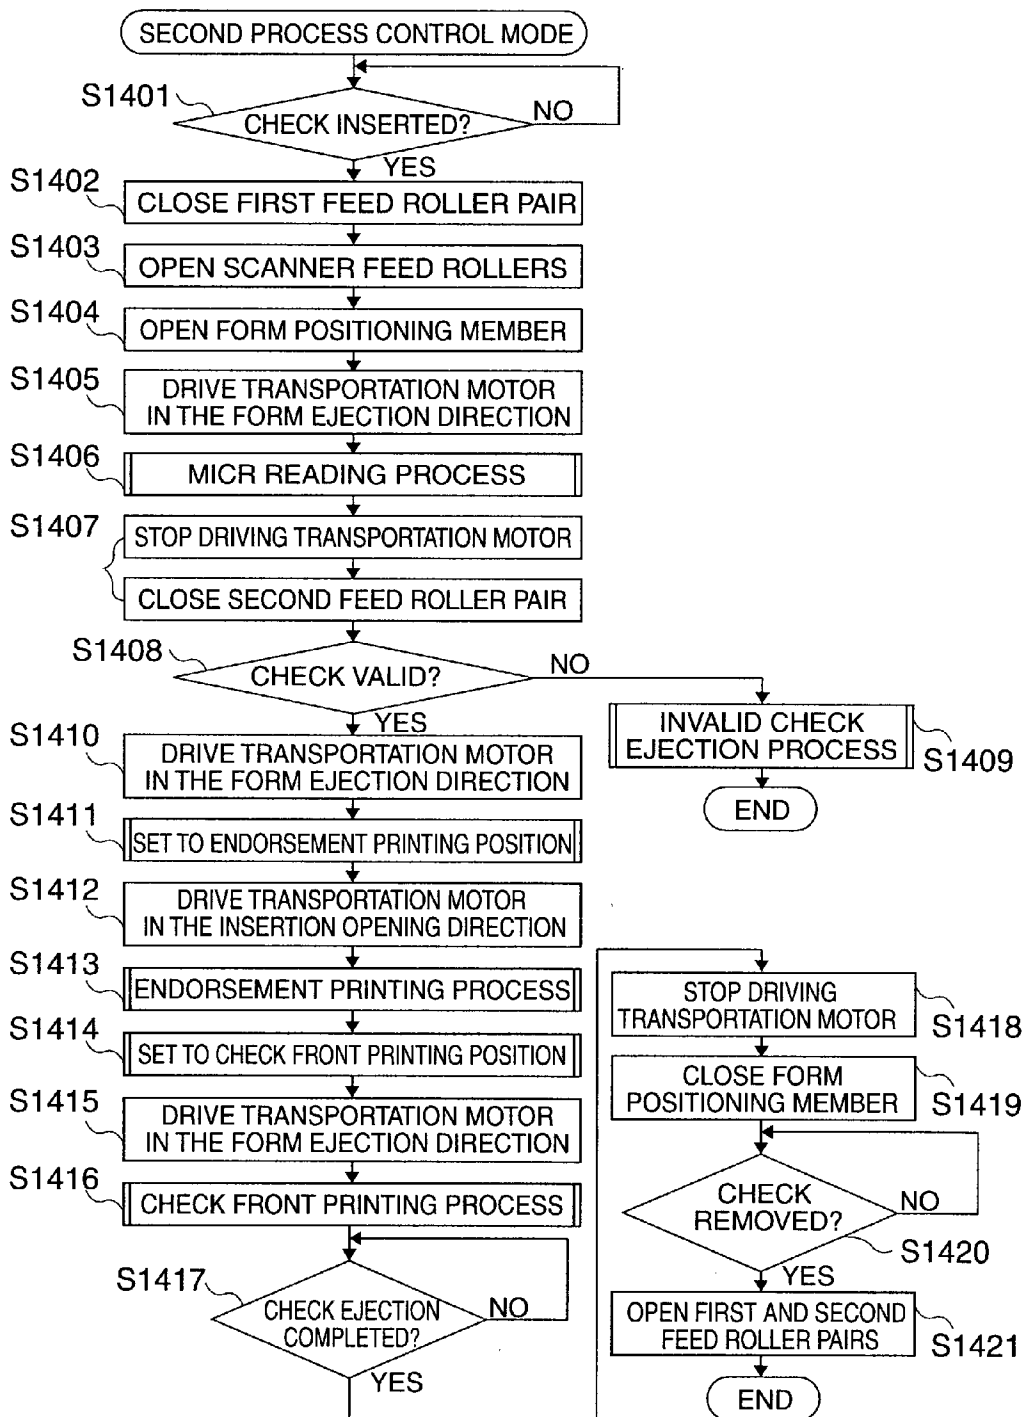 SECOND PROCESS CONTROL MODE
S1401
CHECK INSERTED?
NO
YES
S1402
CLOSE FIRST FEED ROLLER PAIR
S1403
OPEN SCANNER FEED ROLLERS
S1404
OPEN FORM POSITIONING MEMBER
S1405
DRIVE TRANSPORTATION MOTOR
IN THE FORM EJECTION DIRECTION
S1406
MICR READING PROCESS
S1407
STOP DRIVING TRANSPORTATION MOTOR
CLOSE SECOND FEED ROLLER PAIR
S1408
CHECK VALID?
NO
YES
INVALID CHECK
EJECTION PROCESS
S1409
END
S1410
DRIVE TRANSPORTATION MOTOR
IN THE FORM EJECTION DIRECTION
S1411
SET TO ENDORSEMENT PRINTING POSITION
S1412
DRIVE TRANSPORTATION MOTOR
IN THE INSERTION OPENING DIRECTION
S1413
ENDORSEMENT PRINTING PROCESS
S1414
SET TO CHECK FRONT PRINTING POSITION
S1415
DRIVE TRANSPORTATION MOTOR
IN THE FORM EJECTION DIRECTION
S1416
CHECK FRONT PRINTING PROCESS
S1417
CHECK EJECTION
COMPLETED?
NO
YES
STOP DRIVING
TRANSPORTATION MOTOR
S1418
CLOSE FORM
POSITIONING MEMBER
S1419
CHECK
REMOVED?
NO
S1420
YES
OPEN FIRST AND SECOND
FEED ROLLER PAIRS
S1421
END